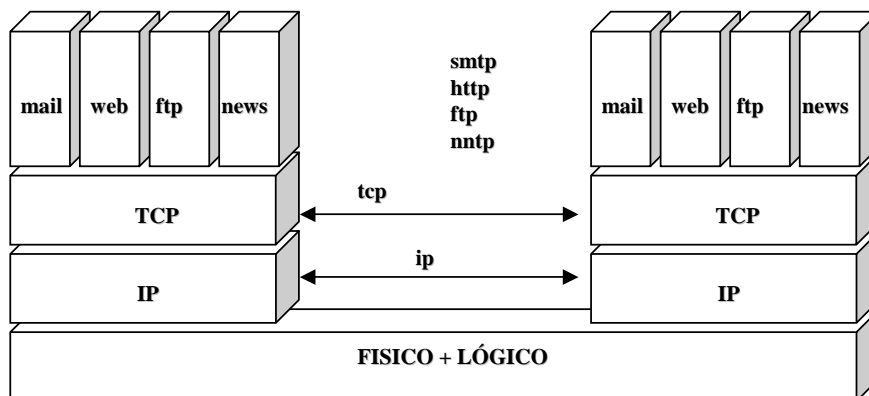 mail web ftp news
smtp
http
ftp
nntp
mail web ftp news
TCP
tcp
TCP
IP
ip
IP
FISICO + LÓGICO